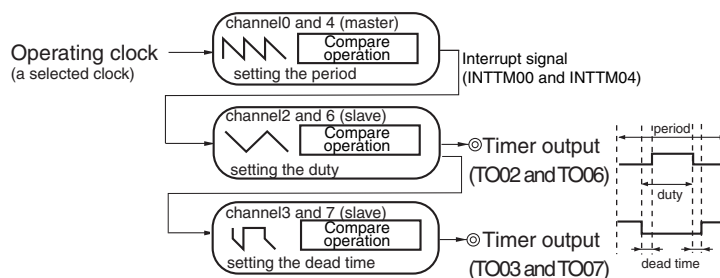 channel0 and 4 (master)
Operating clock
(a selected clock)
Compare
operation
setting the period
Interrupt signal
(INTTM00 and INTTM04)
channel2 and 6 (slave)
Compare
operation
setting the duty
◎Timer output
(TO02 and TO06)
period
duty
channel3 and 7 (slave)
Compare
operation
setting the dead time
◎Timer output
(TO03 and TO07)
dead time